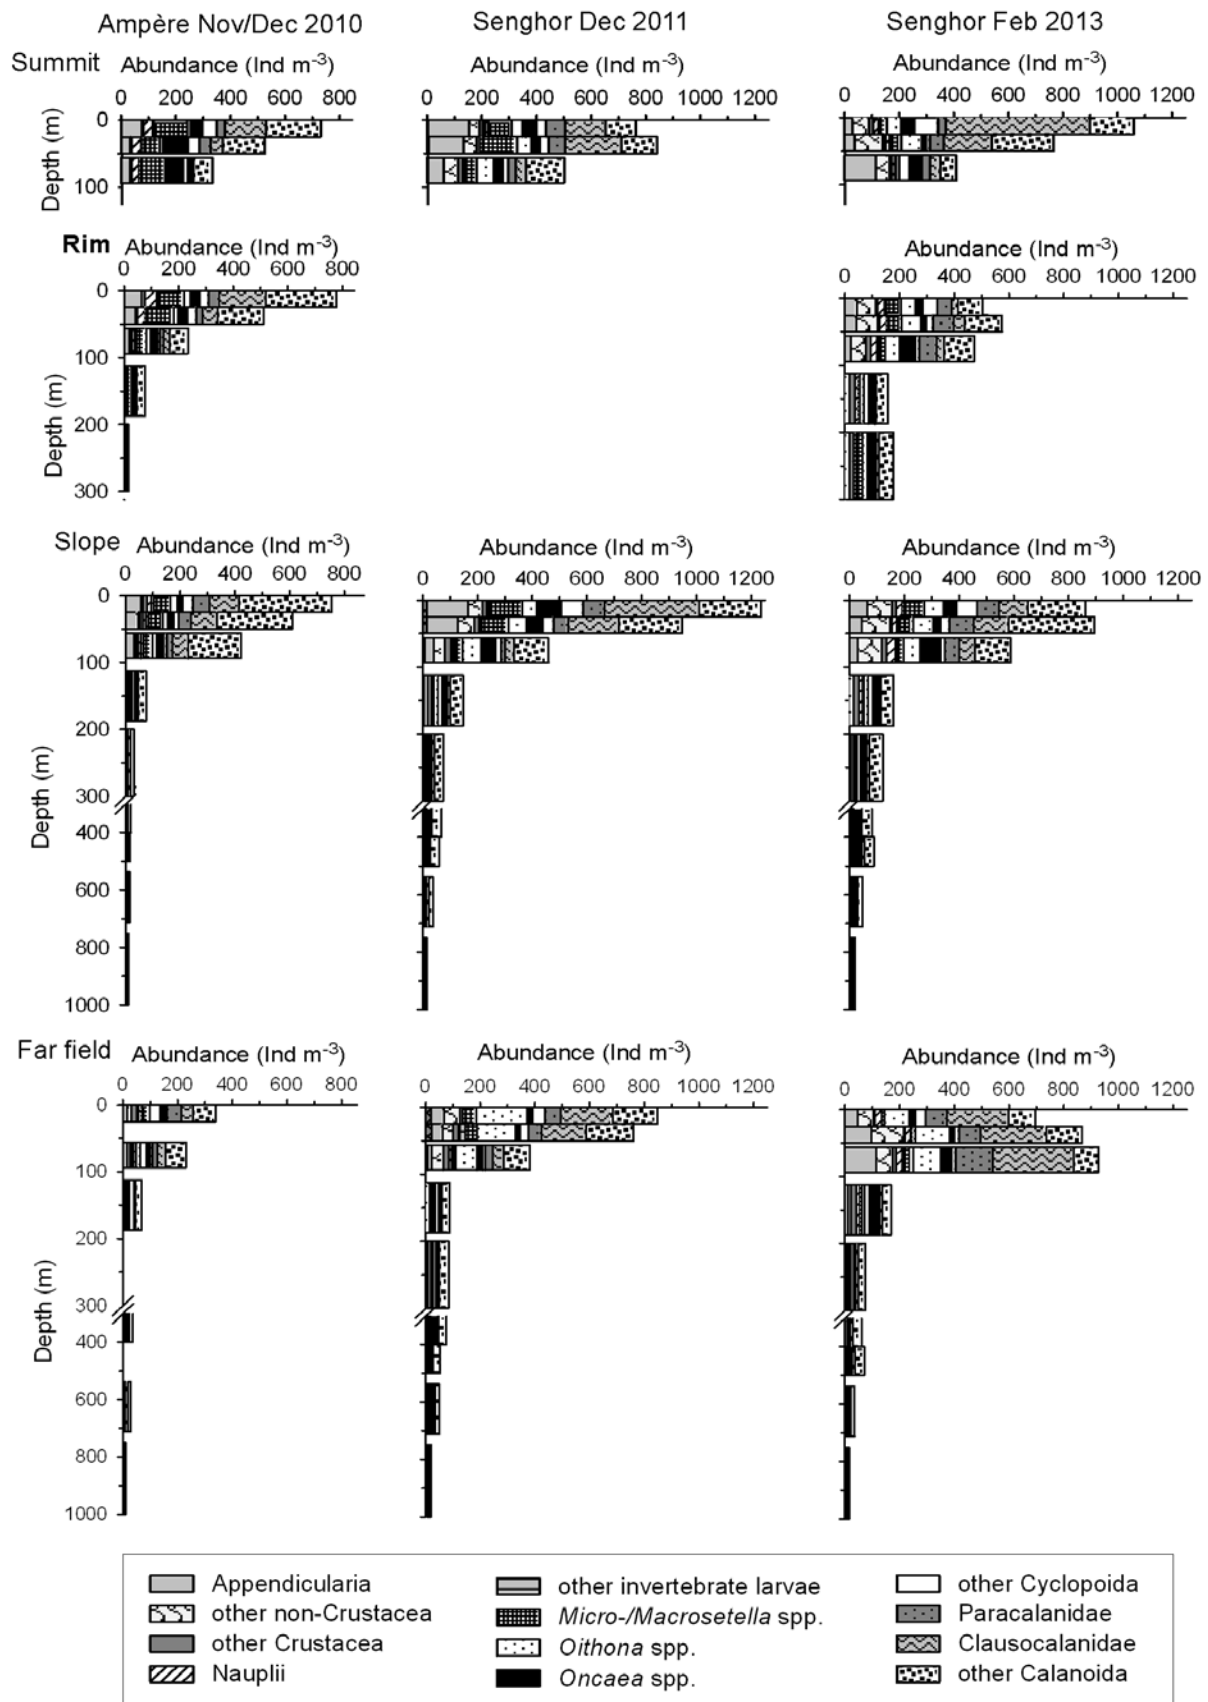 Ampère Nov/Dec 2010 Senghor Dec 2011 Senghor Feb 2013
Summit Abundance (Ind m-3) Abundance (Ind m-3) Abundance (Ind m-3)
0 200 400 600 800 0 200 400 600 800 1000 1200 0 200 400 600 800 1000 1200
Depth (m)
0
100
Rim Abundance (Ind m-3) Abundance (Ind m-3)
0 200 400 600 800 0 200 400 600 800 1000 1200
Depth (m)
Depth (m)
0
100
200
300
Slope Abundance (Ind m-3) Abundance (Ind m-3) Abundance (Ind m-3)
0 200 400 600 800 0 200 400 600 800 1000 1200 0 200 400 600 800 1000 1200
Depth (m)
0
100
200
300
400
600
800
1000
Far field Abundance (Ind m-3) Abundance (Ind m-3) Abundance (Ind m-3)
0 200 400 600 800 0 200 400 600 800 1000 1200 0 200 400 600 800 1000 1200
Depth (m)
0
100
200
300
400
600
800
1000
Appendicularia
other non-Crustacea
other Crustacea
Nauplii
other invertebrate larvae
Micro-/Macrosetella spp.
Oithona spp.
Oncaea spp.
other Cyclopoida
Paracalanidae
Clausocalanidae
other Calanoida